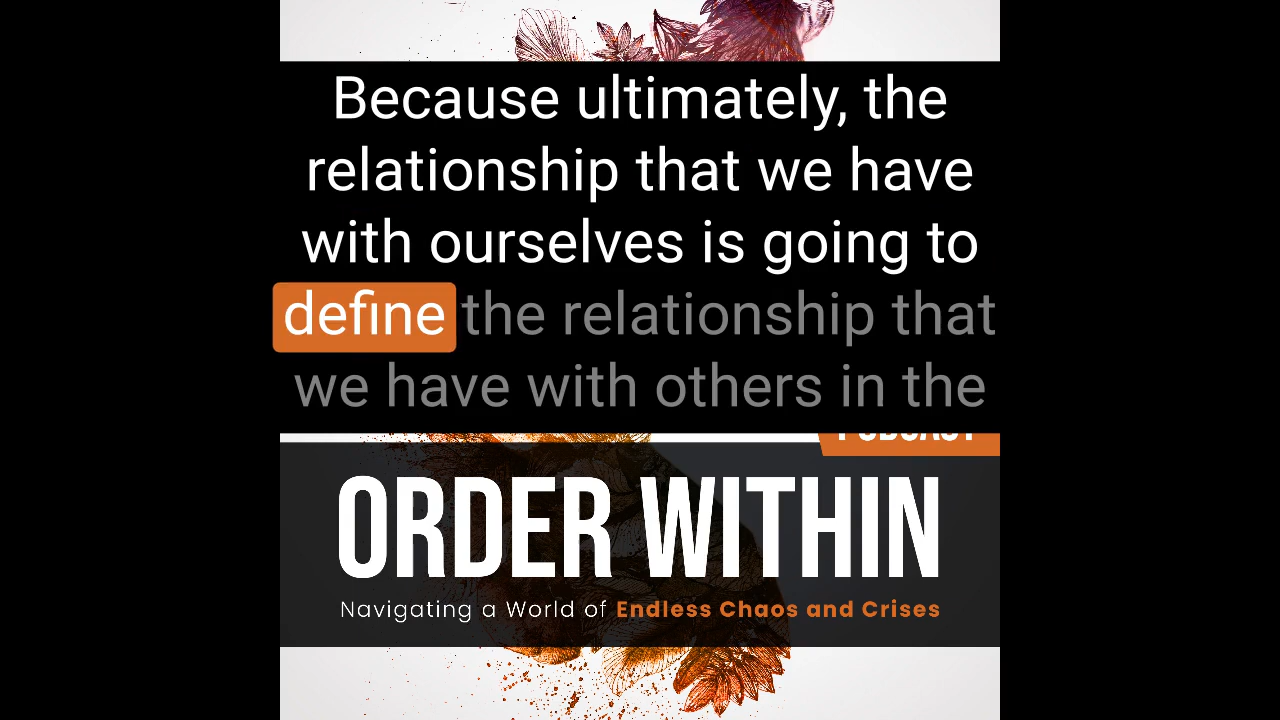 Because ultimately, the
relationship that we have
with ourselves is going to
define the relationship that
we have with others in the
PODCAST
ORDER WITHIN
Navigating a World of Endless Chaos and Crises